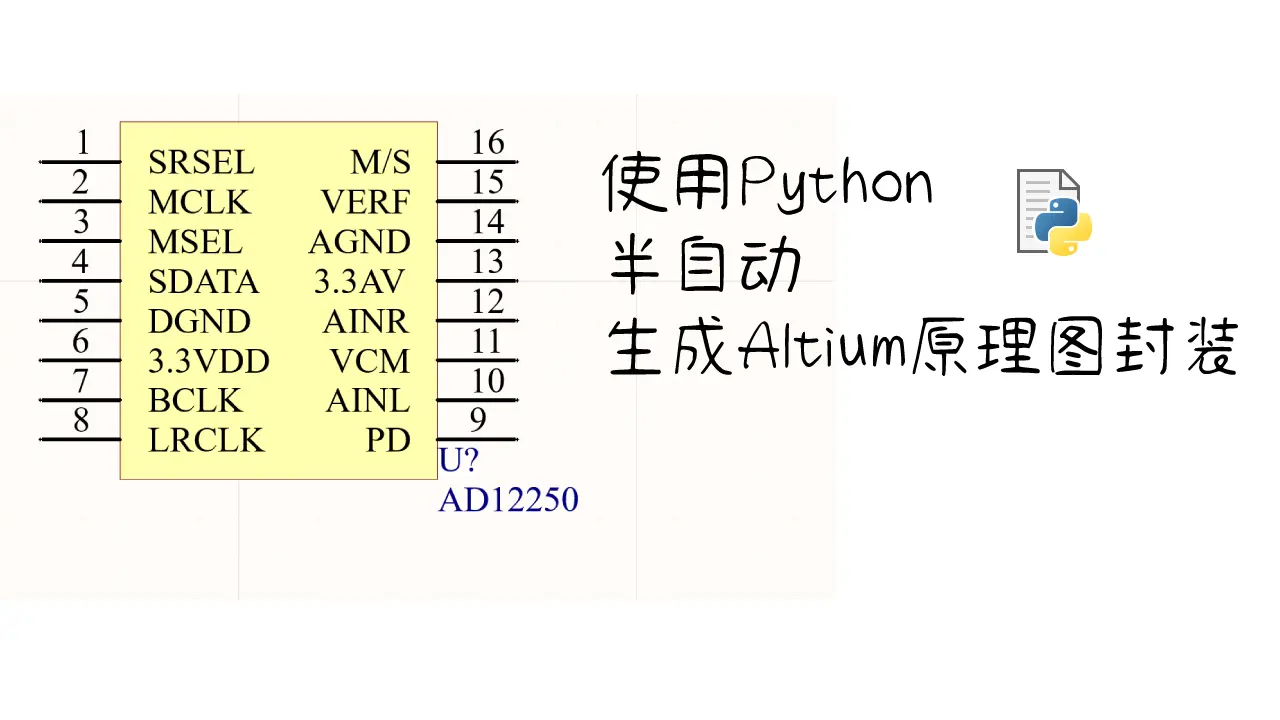 1 SRSEL M/S 16
2 MCLK VERF 15
3 MSEL AGND 14
4 SDATA 3.3AV 13
5 DGND AINR 12
6 3.3VDD VCM 11
7 BCLK AINL 10
8 LRCLK PD 9
U?
AD12250
使用Python
半自动
生成Altium原理图封装